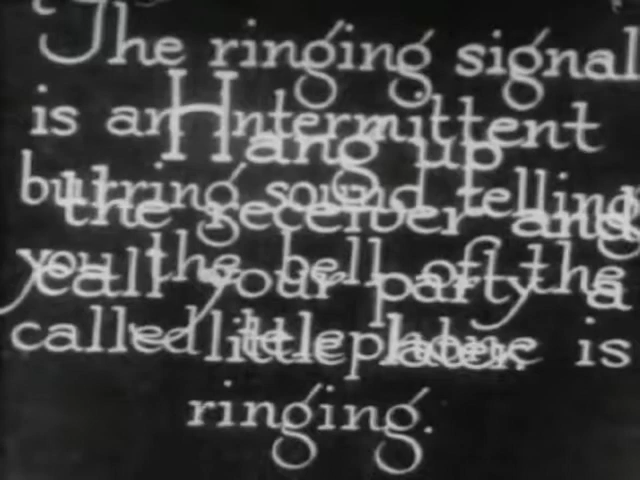 The ringing signal
is an intermittent
Hang up
burring sound telling
the receiver and
you the bell of the
call your party a
called telephone is
little later.
ringing.